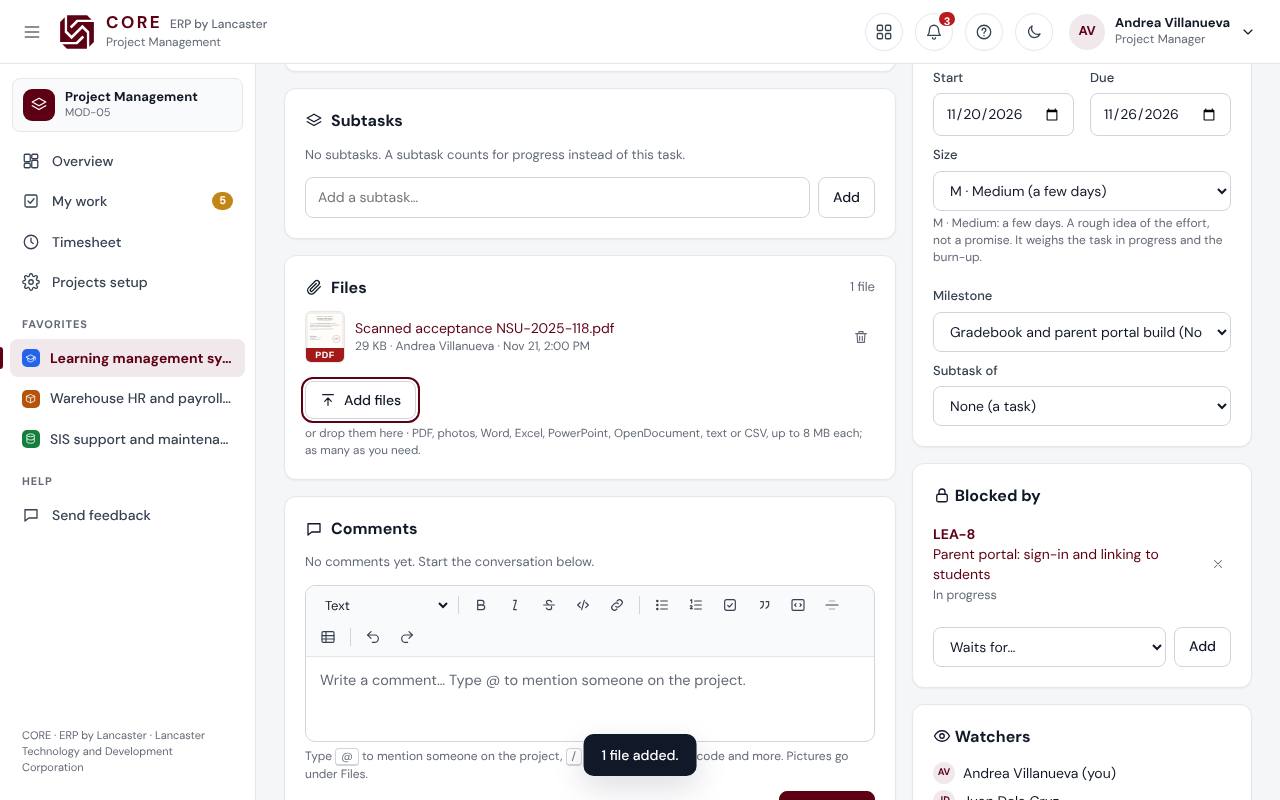 CORE ERP by Lancaster
Project Management
3
AV
Andrea Villanueva
Project Manager
Project Management
MOD-05
Overview
My work
5
Timesheet
Projects setup
FAVORITES
Learning management sy...
Warehouse HR and payroll...
SIS support and maintena...
HELP
Send feedback
CORE · ERP by Lancaster · Lancaster
Technology and Development
Corporation
Subtasks
No subtasks. A subtask counts for progress instead of this task.
Add a subtask...
Add
Files
1 file
PDF
Scanned acceptance NSU-2025-118.pdf
29 KB · Andrea Villanueva · Nov 21, 2:00 PM
Add files
or drop them here · PDF, photos, Word, Excel, PowerPoint, OpenDocument, text or CSV, up to 8 MB each;
as many as you need.
Comments
No comments yet. Start the conversation below.
Text
Write a comment... Type @ to mention someone on the project.
Type @ to mention someone on the project, /
code and more. Pictures go
under Files.
1 file added.
Start
Due
11/20/2026
11/26/2026
Size
M · Medium (a few days)
M · Medium: a few days. A rough idea of the effort,
not a promise. It weighs the task in progress and the
burn-up.
Milestone
Gradebook and parent portal build (No
Subtask of
None (a task)
Blocked by
LEA-8
Parent portal: sign-in and linking to
students
In progress
Waits for...
Add
Watchers
AV
Andrea Villanueva (you)